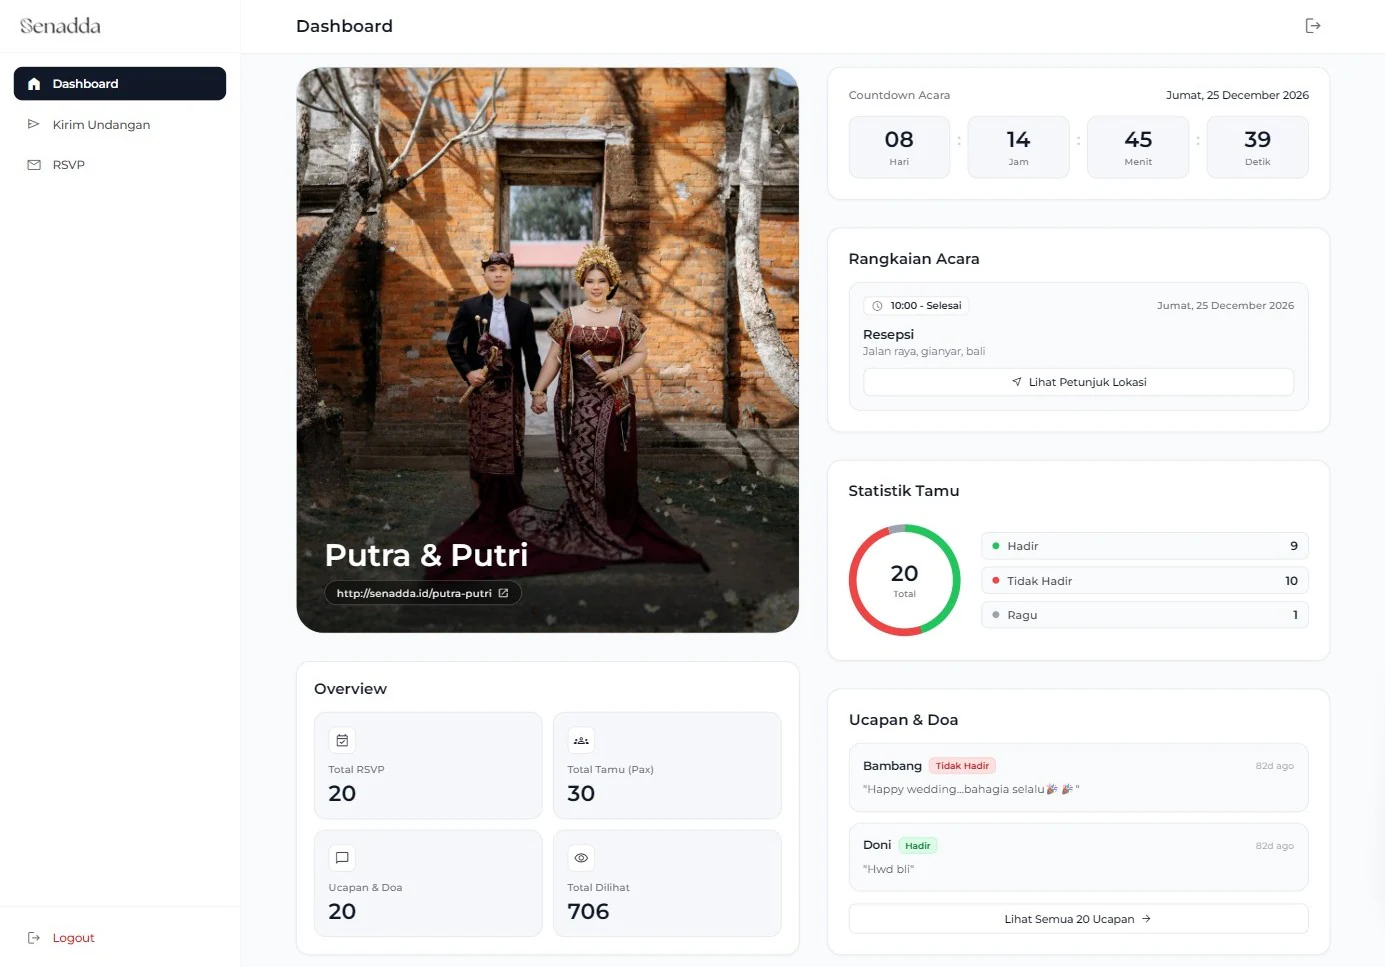 Senadda
Dashboard
Kirim Undangan
RSVP
Logout
Dashboard
Putra & Putri
http://senadda.id/putra-putri
Overview
Total RSVP
20
Total Tamu (Pax)
30
Ucapan & Doa
20
Total Dilihat
706
Countdown Acara
Jumat, 25 December 2026
08 : 14 : 45 : 39
Hari Jam Menit Detik
Rangkaian Acara
10:00 - Selesai
Jumat, 25 December 2026
Resepsi
Jalan raya, gianyar, bali
Lihat Petunjuk Lokasi
Statistik Tamu
20
Total
Hadir 9
Tidak Hadir 10
Ragu 1
Ucapan & Doa
Bambang Tidak Hadir 82d ago
"Happy wedding...bahagia selalu🎉 🎉 "
Doni Hadir 82d ago
"Hwd bli"
Lihat Semua 20 Ucapan →